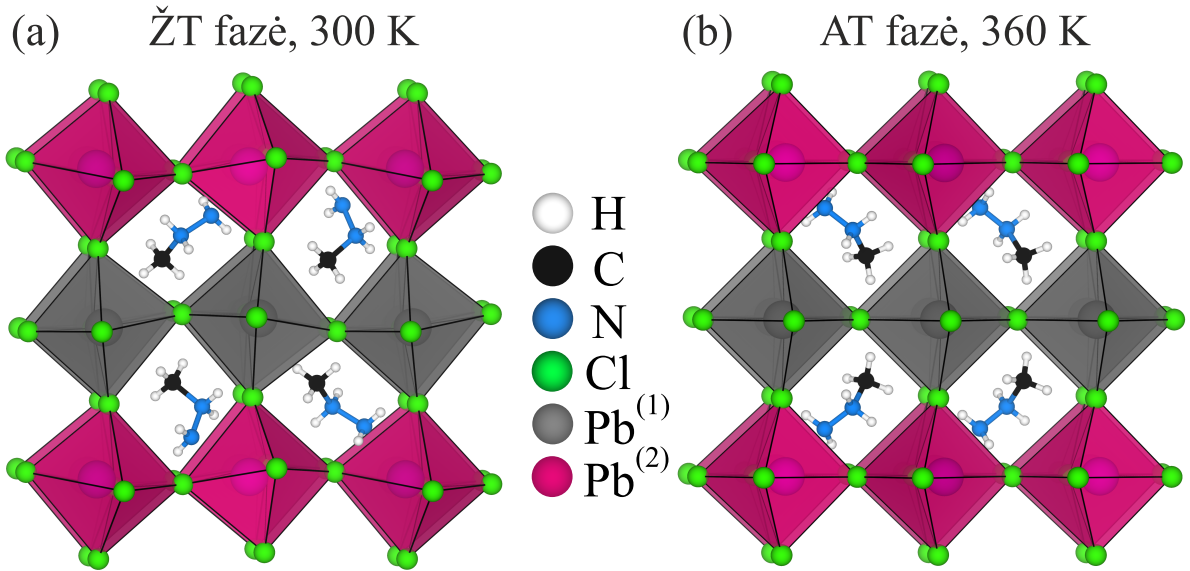 (a) ŽT fazė, 300 K
(b) AT fazė, 360 K
H
C
N
Cl
Pb⁽¹⁾
Pb⁽²⁾